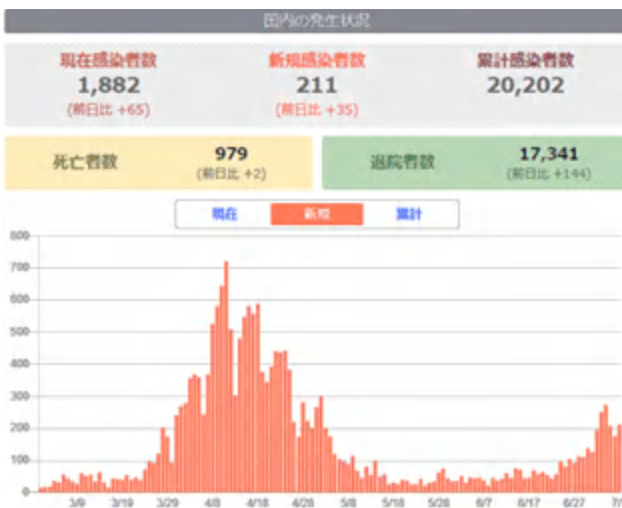 国内の発生状況
現在感染者数
1,882
(前日比 +65)
新規感染者数
211
(前日比 +35)
累計感染者数
20,202
死亡者数
979
(前日比 +2)
退院者数
17,341
(前日比 +144)
現在 新規 累計
800
700
600
500
400
300
200
100
0
3/9 3/19 3/29 4/8 4/18 4/28 5/8 5/18 5/28 6/7 6/17 6/27